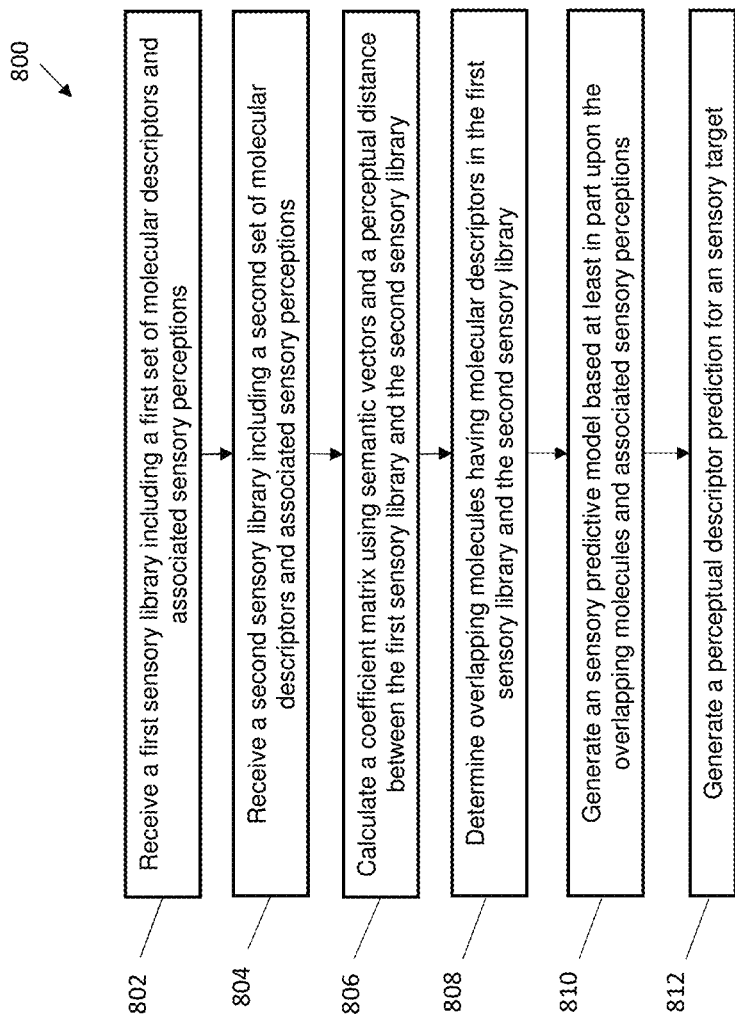 800
802
Receive a first sensory library including a first set of molecular descriptors and
associated sensory perceptions
804
Receive a second sensory library including a second set of molecular
descriptors and associated sensory perceptions
806
Calculate a coefficient matrix using semantic vectors and a perceptual distance
between the first sensory library and the second sensory library
808
Determine overlapping molecules having molecular descriptors in the first
sensory library and the second sensory library
810
Generate an sensory predictive model based at least in part upon the
overlapping molecules and associated sensory perceptions
812
Generate a perceptual descriptor prediction for an sensory target